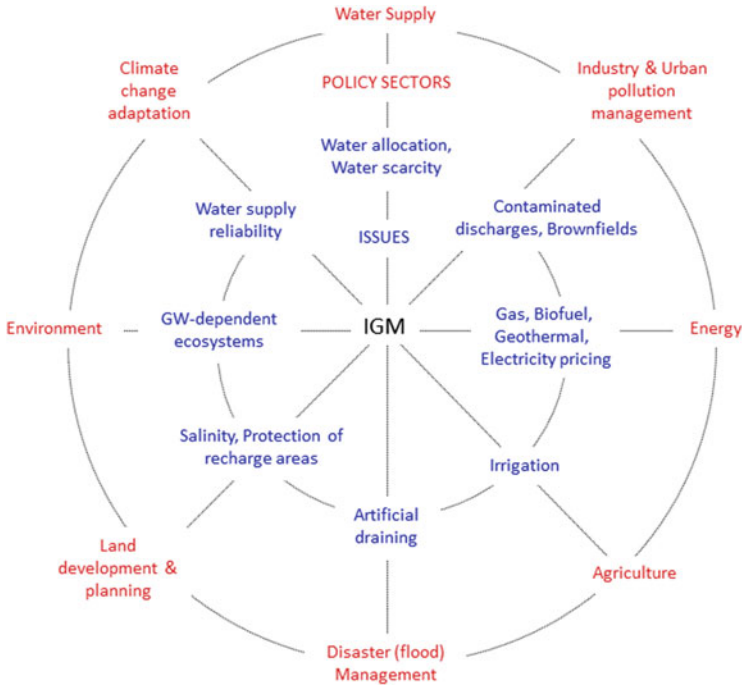 Water Supply
Climate
change
adaptation
POLICY SECTORS
Industry & Urban
pollution
management
Water allocation,
Water scarcity
Water supply
reliability
ISSUES
Contaminated
discharges, Brownfields
Environment
GW-dependent
ecosystems
IGM
Gas, Biofuel,
Geothermal,
Electricity pricing
Energy
Salinity, Protection of
recharge areas
Irrigation
Artificial
draining
Land
development &
planning
Agriculture
Disaster (flood)
Management